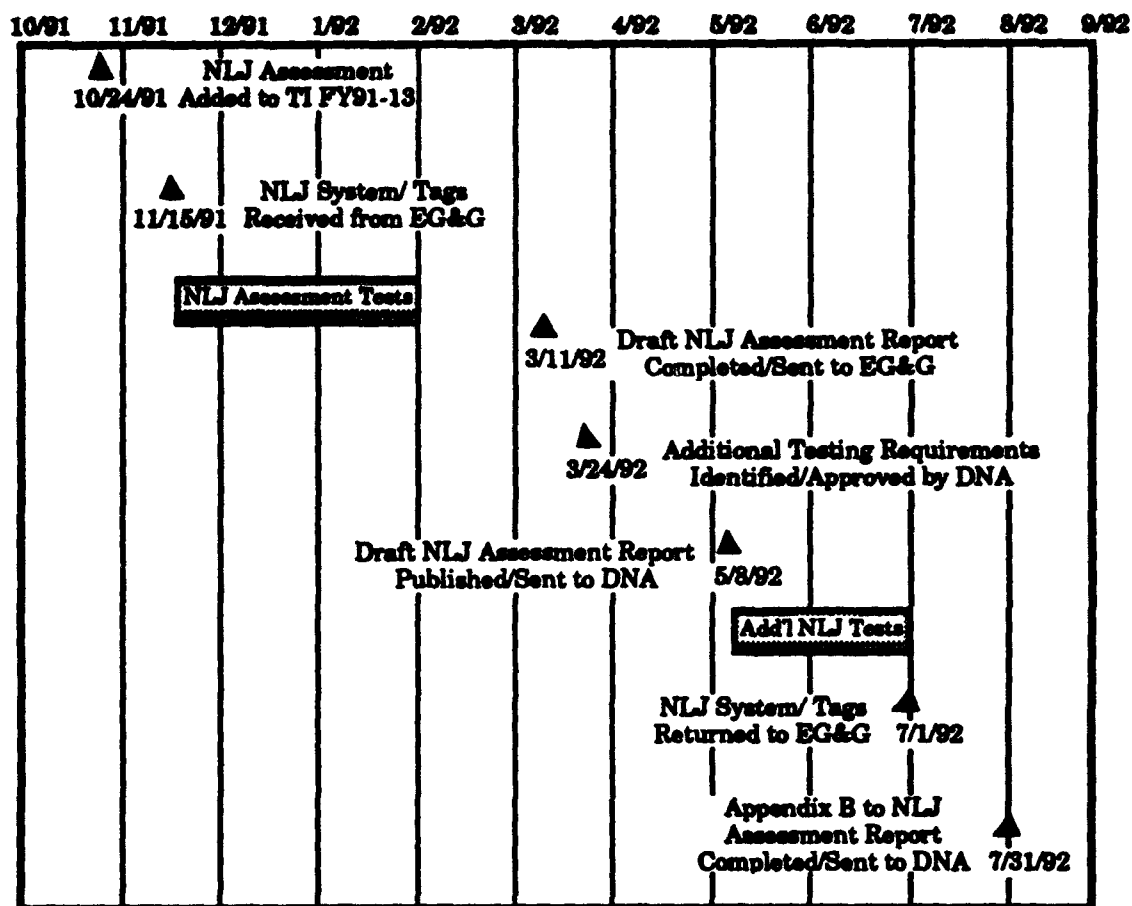 10/91 11/91 12/91 1/92 2/92 3/92 4/92 5/92 6/92 7/92 8/92 9/92
NLJ Assessment
10/24/91 Added to TI FY91-13
NLJ System/ Tags
11/15/91 Received from EG&G
NLJ Assessment Tests
Draft NLJ Assessment Report
3/11/92 Completed/Sent to EG&G
Additional Testing Requirements
3/24/92 Identified/Approved by DNA
Draft NLJ Assessment Report
Published/Sent to DNA 5/8/92
Add'l NLJ Tests
NLJ System/ Tags
Returned to EG&G 7/1/92
Appendix B to NLJ
Assessment Report
Completed/Sent to DNA 7/31/92